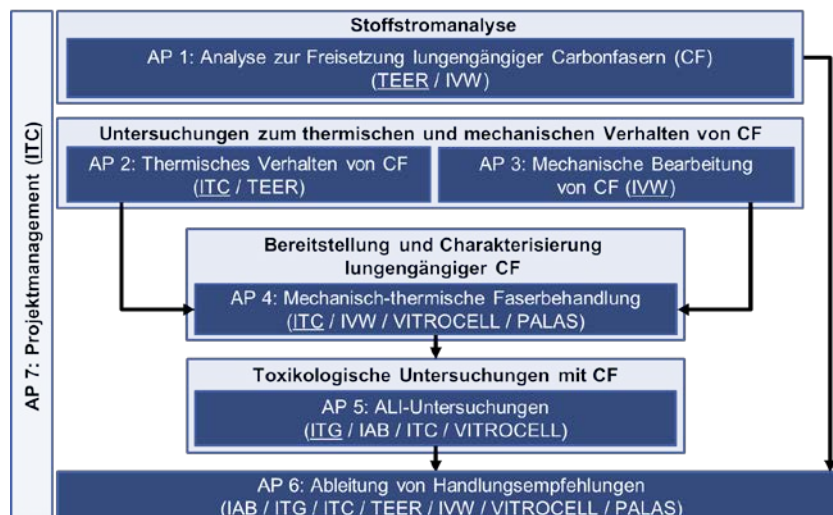 Stoffstromanalyse
AP 1: Analyse zur Freisetzung lungengängiger Carbonfasern (CF)
(TEER / IVW)
Untersuchungen zum thermischen und mechanischen Verhalten von CF
AP 2: Thermisches Verhalten von CF
(ITC / TEER)
AP 3: Mechanische Bearbeitung
von CF (IVW)
Bereitstellung und Charakterisierung
lungengängiger CF
AP 4: Mechanisch-thermische Faserbehandlung
(ITC / IVW / VITROCELL / PALAS)
Toxikologische Untersuchungen mit CF
AP 5: ALI-Untersuchungen
(ITG / IAB / ITC / VITROCELL)
AP 6: Ableitung von Handlungsempfehlungen
(IAB / ITG / ITC / TEER / IVW / VITROCELL / PALAS)
AP 7: Projektmanagement (ITC)